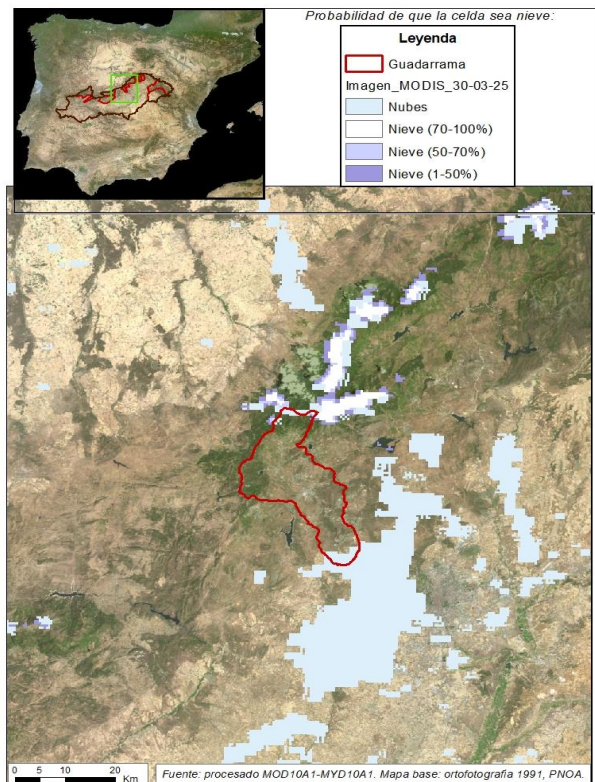 Probabilidad de que la celda sea nieve:
Leyenda
Guadarrama
Imagen_MODIS_30-03-25
Nubes
Nieve (70-100%)
Nieve (50-70%)
Nieve (1-50%)
0 5 10 20
Km
Fuente: procesado MOD10A1-MYD10A1. Mapa base: orofotografia 1991, PNOA.